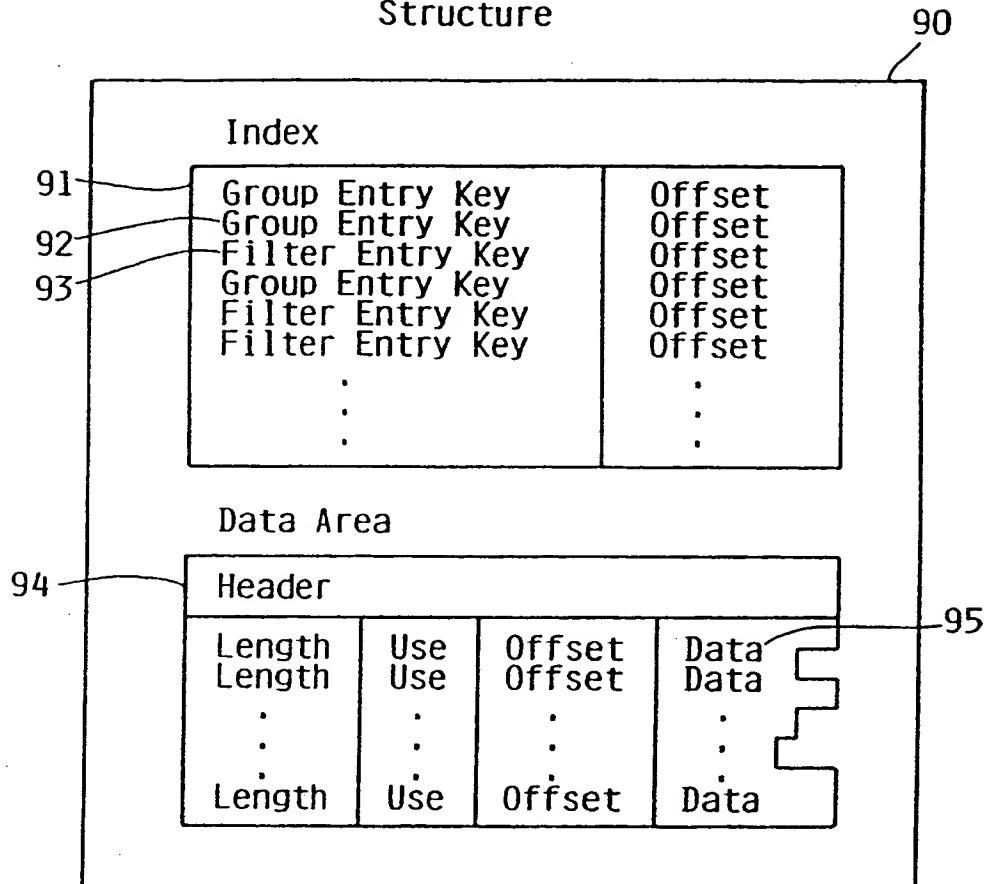 Structure
90
Index
91
Group Entry Key Offset
92
Group Entry Key Offset
Filter Entry Key Offset
93
Group Entry Key Offset
Filter Entry Key Offset
Filter Entry Key Offset
Data Area
94
Header
95
Length Use Offset Data
Length Use Offset Data
Length Use Offset Data